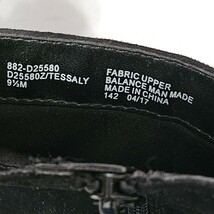 882-D25580
D25580Z/TESSALY
9½M
FABRIC UPPER
BALANCE MAN MADE
MADE IN CHINA
142 04/17